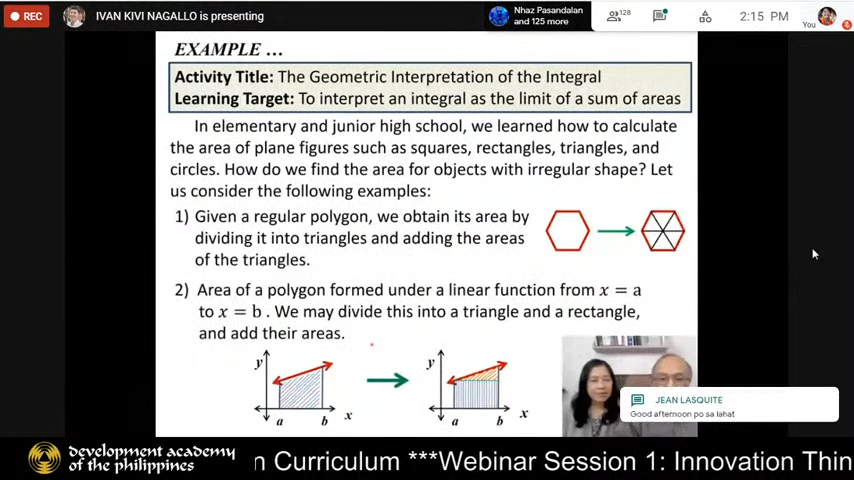 REC
IVAN KIVI NAGALLO is presenting
Nhaz Pasandalan
and 125 more
128
2:15 PM
You
EXAMPLE ...
Activity Title: The Geometric Interpretation of the Integral
Learning Target: To interpret an integral as the limit of a sum of areas
In elementary and junior high school, we learned how to calculate
the area of plane figures such as squares, rectangles, triangles, and
circles. How do we find the area for objects with irregular shape? Let
us consider the following examples:
1) Given a regular polygon, we obtain its area by
dividing it into triangles and adding the areas
of the triangles.
2) Area of a polygon formed under a linear function from x = a
to x = b . We may divide this into a triangle and a rectangle,
and add their areas.
y
a
b
x
y
a
b
x
JEAN LASQUITE
Good afternoon po sa lahat
development academy
of the philippines
n Curriculum ***Webinar Session 1: Innovation Thin